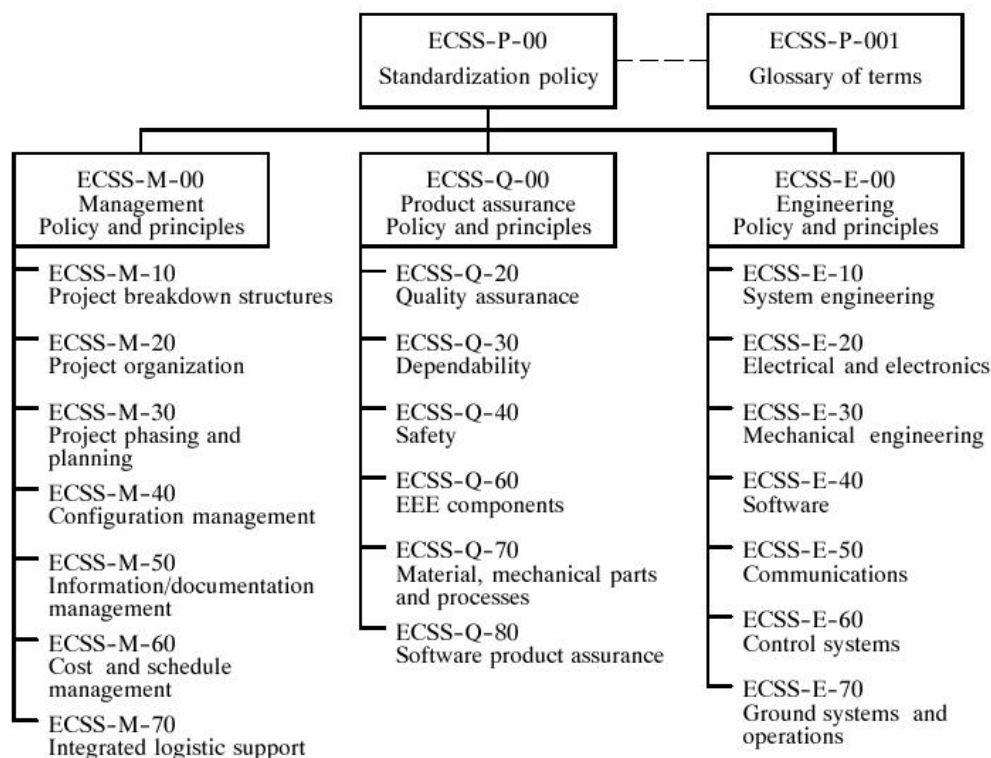 ECSS-P-00
Standardization policy
ECSS-P-001
Glossary of terms
ECSS-M-00
Management
Policy and principles
ECSS-M-10
Project breakdown structures
ECSS-M-20
Project organization
ECSS-M-30
Project phasing and
planning
ECSS-M-40
Configuration management
ECSS-M-50
Information/documentation
management
ECSS-M-60
Cost and schedule
management
ECSS-M-70
Integrated logistic support
ECSS-Q-00
Product assurance
Policy and principles
ECSS-Q-20
Quality assuranace
ECSS-Q-30
Dependability
ECSS-Q-40
Safety
ECSS-Q-60
EEE components
ECSS-Q-70
Material, mechanical parts
and processes
ECSS-Q-80
Software product assurance
ECSS-E-00
Engineering
Policy and principles
ECSS-E-10
System engineering
ECSS-E-20
Electrical and electronics
ECSS-E-30
Mechanical engineering
ECSS-E-40
Software
ECSS-E-50
Communications
ECSS-E-60
Control systems
ECSS-E-70
Ground systems and
operations